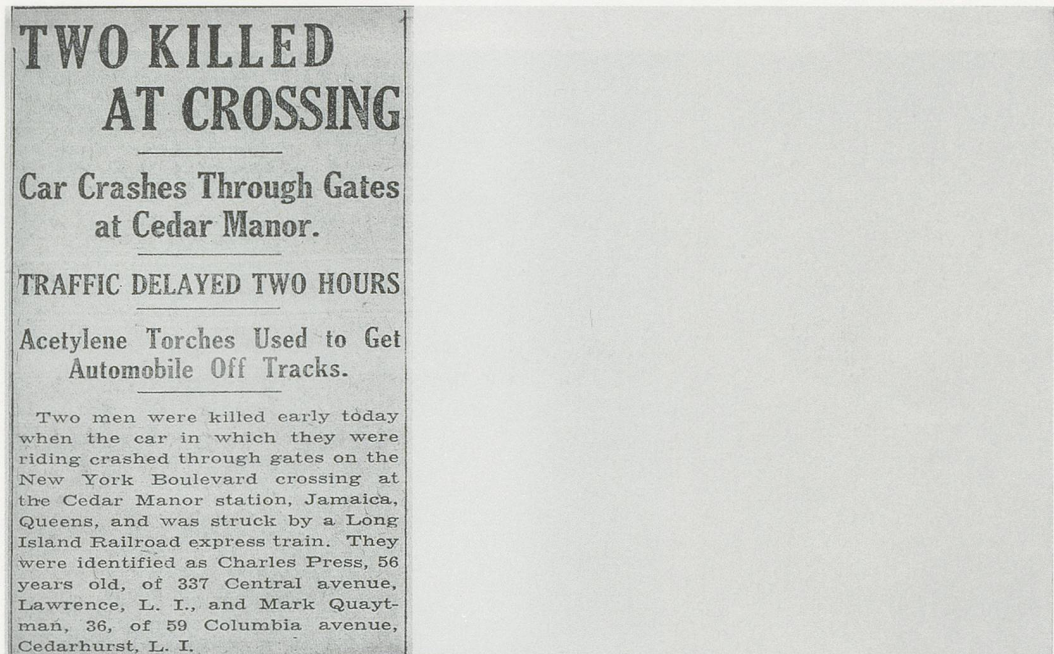 TWO KILLED
AT CROSSING
Car Crashes Through Gates
at Cedar Manor.
TRAFFIC DELAYED TWO HOURS
Acetylene Torches Used to Get
Automobile Off Tracks.
Two men were killed early today
when the car in which they were
riding crashed through gates on the
New York Boulevard crossing at
the Cedar Manor station, Jamaica,
Queens, and was struck by a Long
Island Railroad express train. They
were identified as Charles Press, 56
years old, of 337 Central avenue,
Lawrence, L. I., and Mark Quayt-
man, 36, of 59 Columbia avenue,
Cedarhurst, L. I.